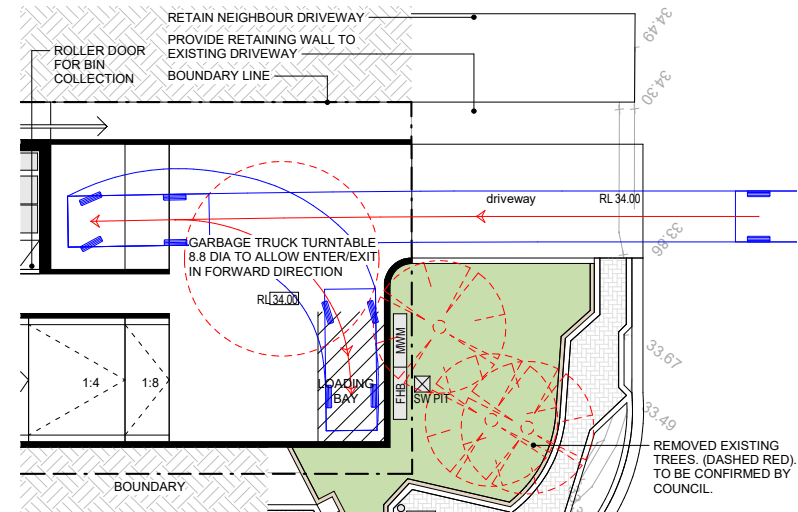 RETAIN NEIGHBOUR DRIVEWAY
PROVIDE RETAINING WALL TO
EXISTING DRIVEWAY
BOUNDARY LINE
ROLLER DOOR
FOR BIN
COLLECTION
34.49
34.30
driveway
RL 34.00
33.86
GARBAGE TRUCK TURNTABLE
8.8 DIA TO ALLOW ENTER/EXIT
IN FORWARD DIRECTION
RL 34.00
MWM
FHB
SW PIT
LOADING
BAY
1:4
1:8
33.67
33.49
REMOVED EXISTING
TREES. (DASHED RED).
TO BE CONFIRMED BY
COUNCIL.
BOUNDARY